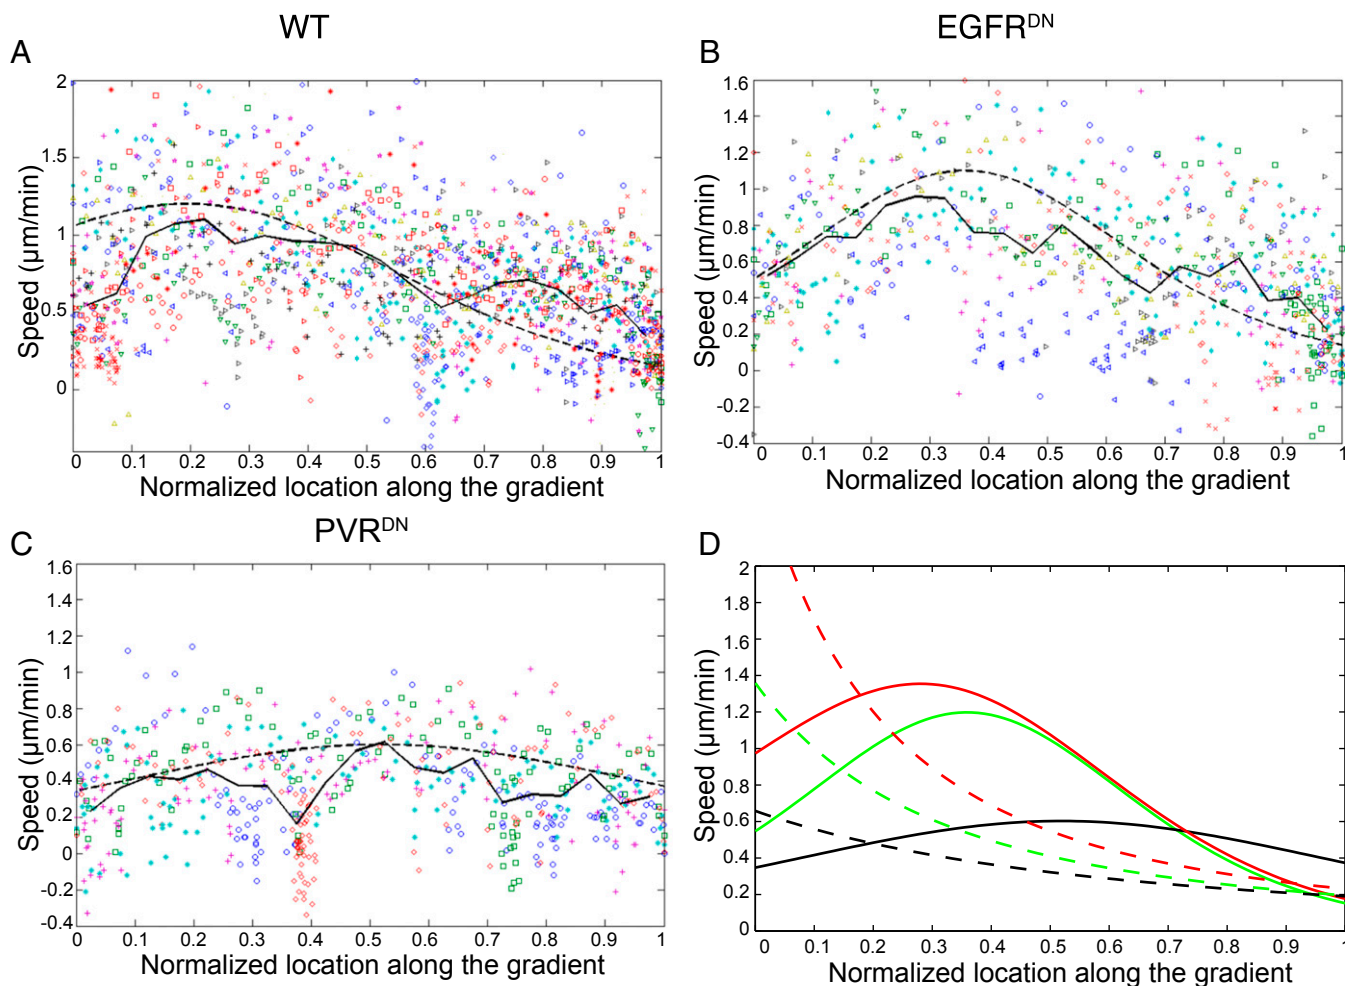 WT
EGFR^DN
A
B
2
1.5
1
0.5
0
Speed (µm/min)
0 0.1 0.2 0.3 0.4 0.5 0.6 0.7 0.8 0.9 1
Normalized location along the gradient
1.6
1.4
1.2
1
0.8
0.6
0.4
0.2
0
-0.2
-0.4
Speed (µm/min)
0 0.1 0.2 0.3 0.4 0.5 0.6 0.7 0.8 0.9 1
Normalized location along the gradient
PVR^DN
C
D
1.6
1.4
1.2
1
0.8
0.6
0.4
0.2
0
-0.2
-0.4
Speed (µm/min)
0 0.1 0.2 0.3 0.4 0.5 0.6 0.7 0.8 0.9 1
Normalized location along the gradient
2
1.8
1.6
1.4
1.2
1
0.8
0.6
0.4
0.2
0
Speed (µm/min)
0 0.1 0.2 0.3 0.4 0.5 0.6 0.7 0.8 0.9 1
Normalized location along the gradient